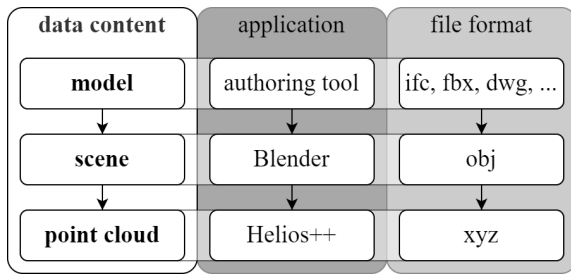 data content
application
file format
model
authoring tool
ifc, fbx, dwg, ...
scene
Blender
obj
point cloud
Helios++
xyz